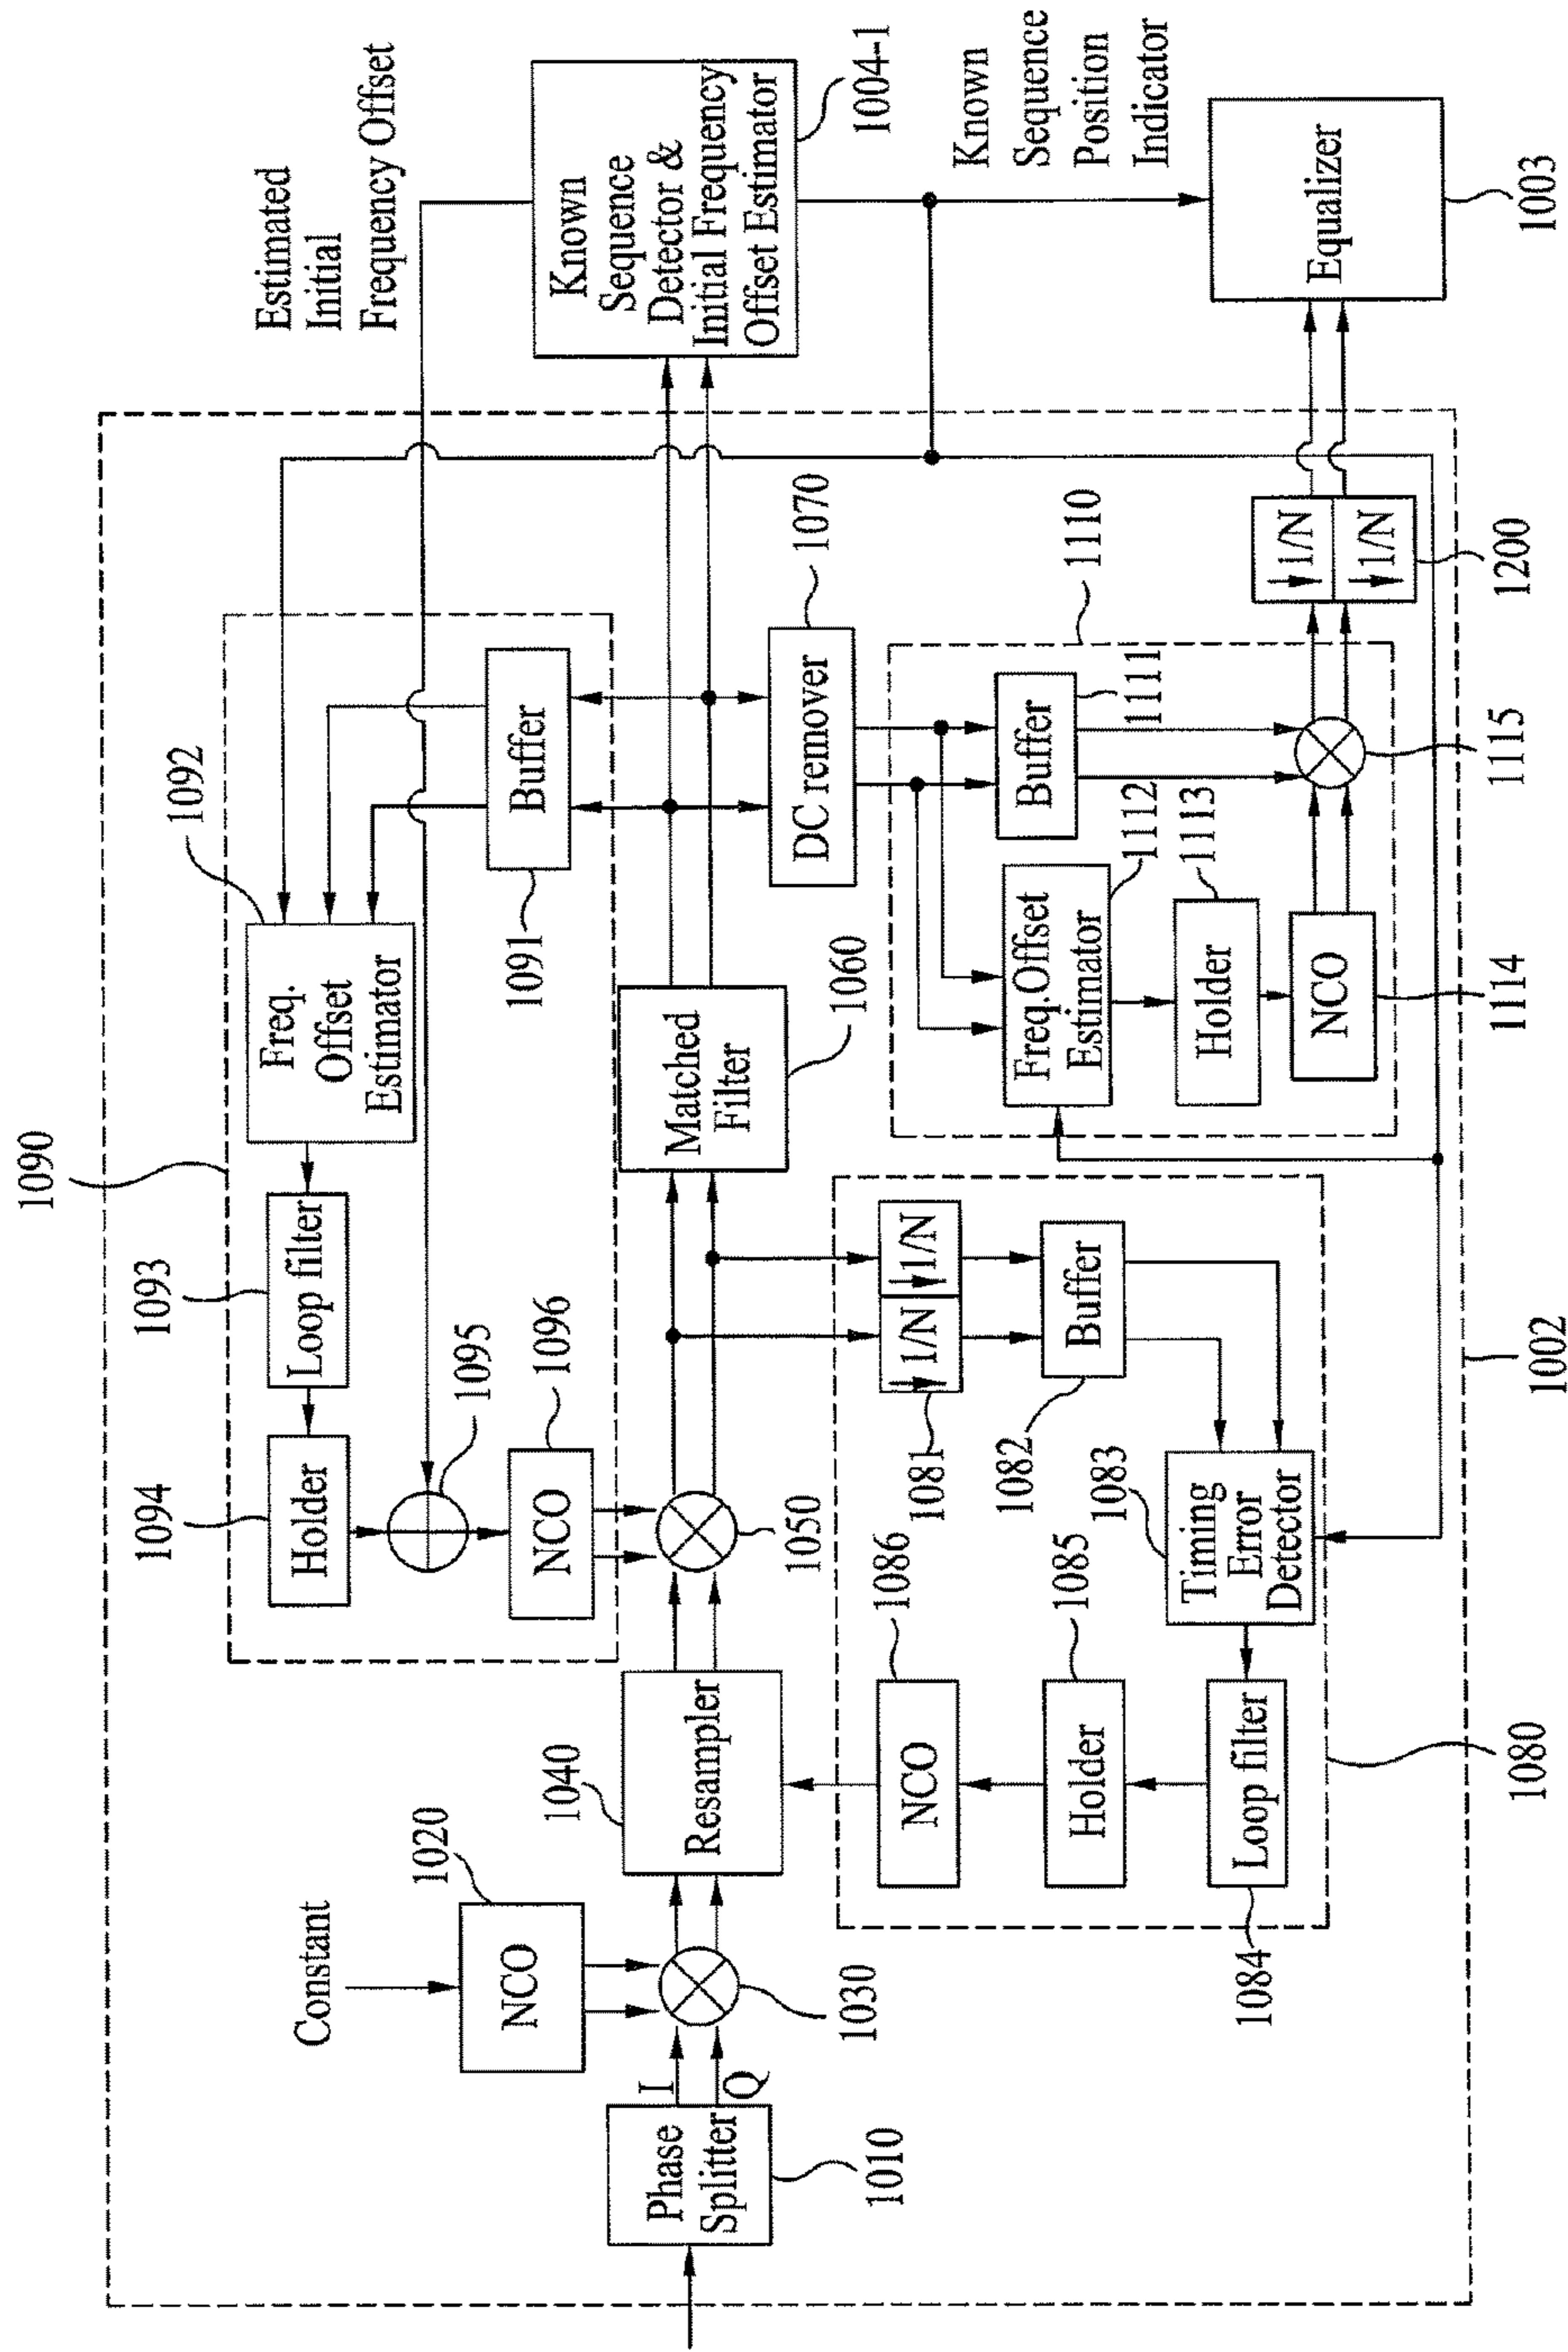 1090
1092
1093
1094
Estimated
Initial
Frequency Offset
Freq.
Offset
Estimator
Loop filter
Holder
1095
1096
NCO
Buffer
1091
Known
Sequence
Detector &
Initial Frequency
Offset Estimator
1004-1
Constant
1020
NCO
1040
Phase
Splitter
1010
I
Q
1030
Resampler
1050
Matched
Filter
1060
DC remover
1070
Known
Sequence
Position
Indicator
1110
NCO
1086
Holder
1085
Loop filter
1084
Timing
Error
Detector
1083
1/N
1/N
1081
Buffer
1082
1080
Freq.Offset
Estimator
1112
Buffer
1111
Holder
1113
NCO
1114
1115
1/N
1/N
1200
Equalizer
1003
1002